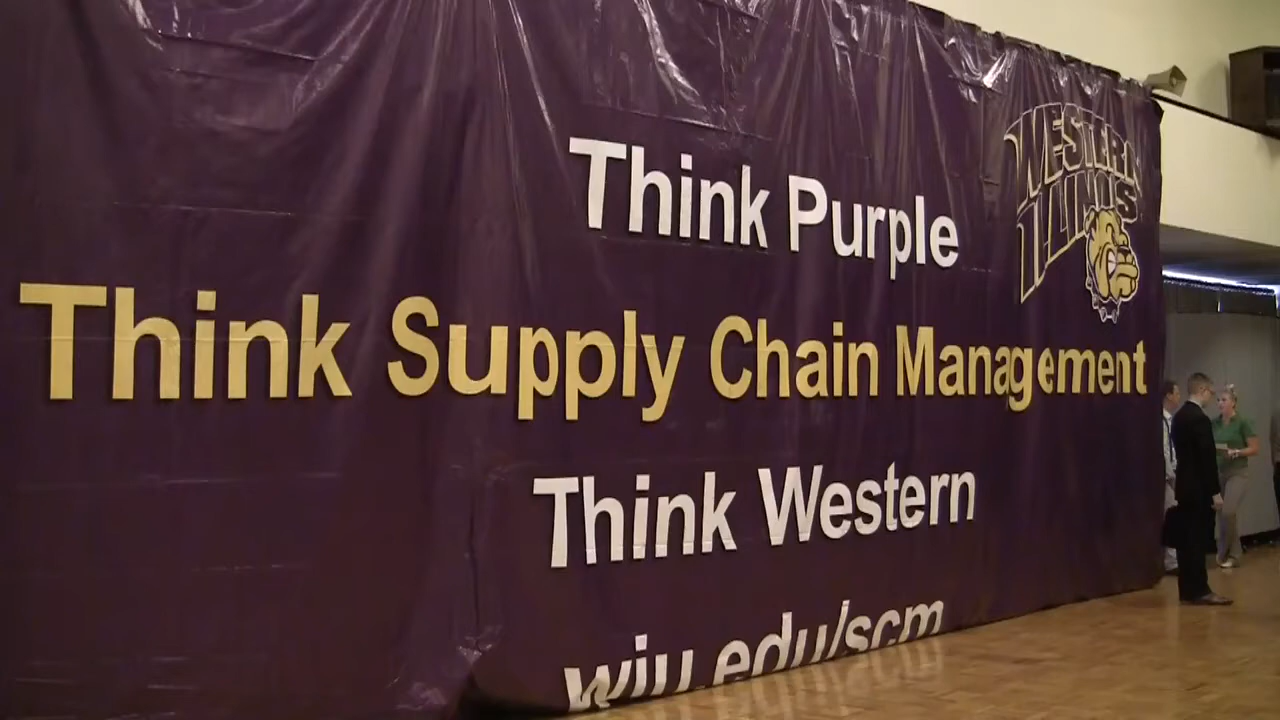 Think Purple
WESTERN
ILLINOIS
Think Supply Chain Management
Think Western
wiu.edu/scm